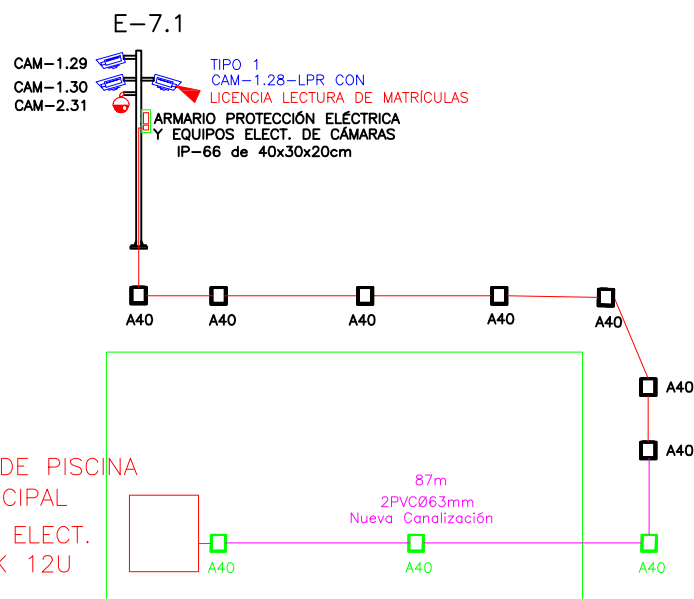 E-7.1
CAM-1.29
CAM-1.30
CAM-2.31
TIPO 1
CAM-1.28-LPR CON
LICENCIA LECTURA DE MATRÍCULAS
ARMARIO PROTECCIÓN ELÉCTRICA
Y EQUIPOS ELECT. DE CÁMARAS
IP-66 de 40x30x20cm
A40
A40
A40
A40
A40
A40
A40
DE PISCINA
CIPAL
ELECT.
K 12U
87m
2PVCØ63mm
Nueva Canalización
A40
A40
A40